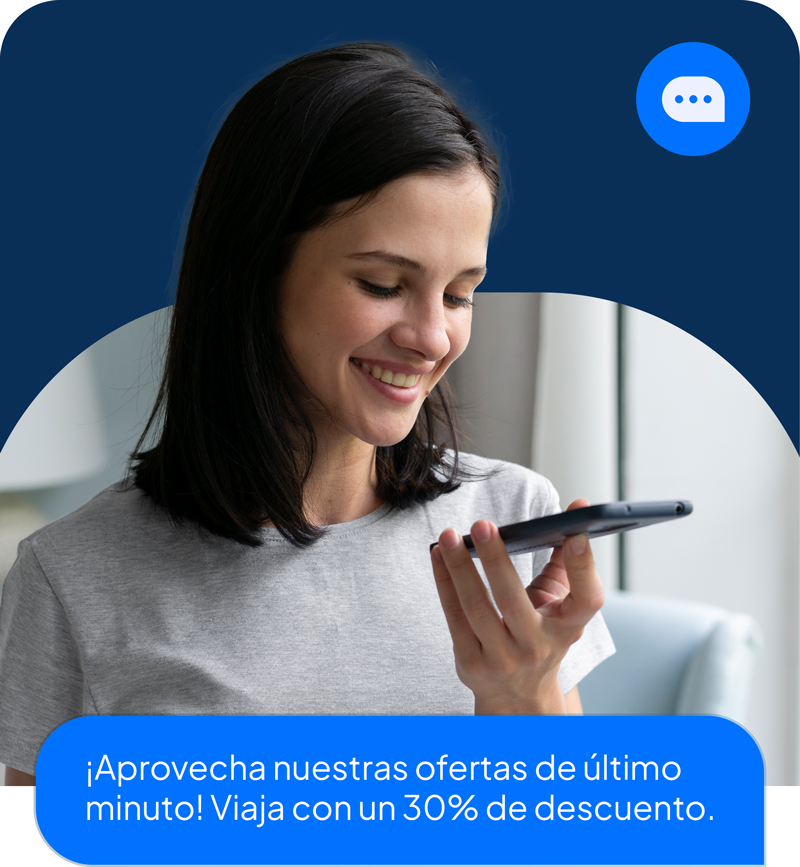 ¡Aprovecha nuestras ofertas de último
minuto! Viaja con un 30% de descuento.